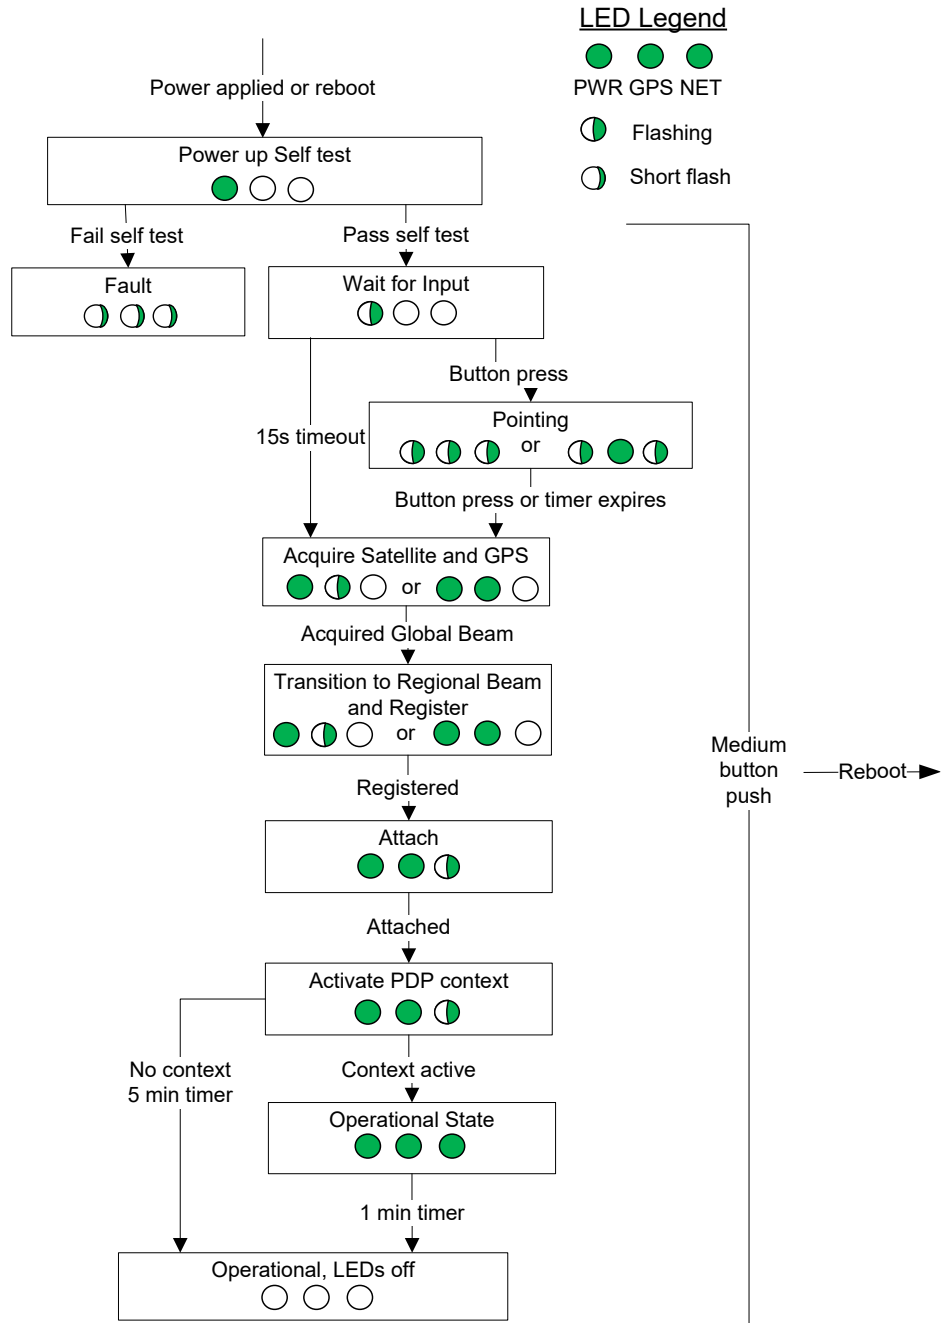 LED Legend
PWR GPS NET
Flashing
Short flash
Power applied or reboot
Power up Self test
Fail self test
Pass self test
Fault
Wait for Input
Button press
15s timeout
Pointing
or
Button press or timer expires
Acquire Satellite and GPS
or
Acquired Global Beam
Transition to Regional Beam
and Register
or
Registered
Attach
Attached
Activate PDP context
No context
5 min timer
Context active
Operational State
1 min timer
Operational, LEDs off
Medium
button
push
Reboot